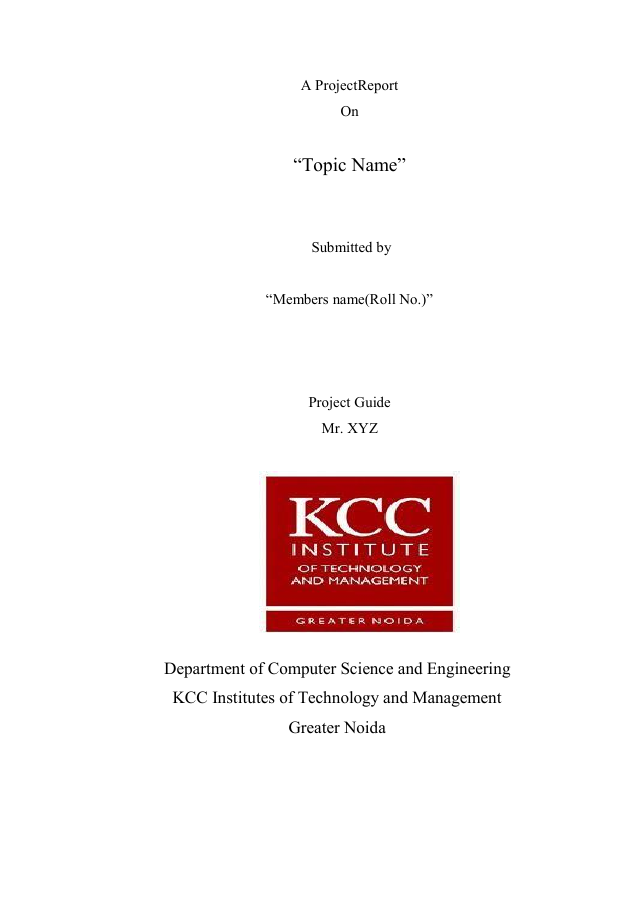 A ProjectReport
On
“Topic Name”
Submitted by
“Members name(Roll No.)”
Project Guide
Mr. XYZ
KCC
INSTITUTE
OF TECHNOLOGY
AND MANAGEMENT
GREATER NOIDA
Department of Computer Science and Engineering
KCC Institutes of Technology and Management
Greater Noida